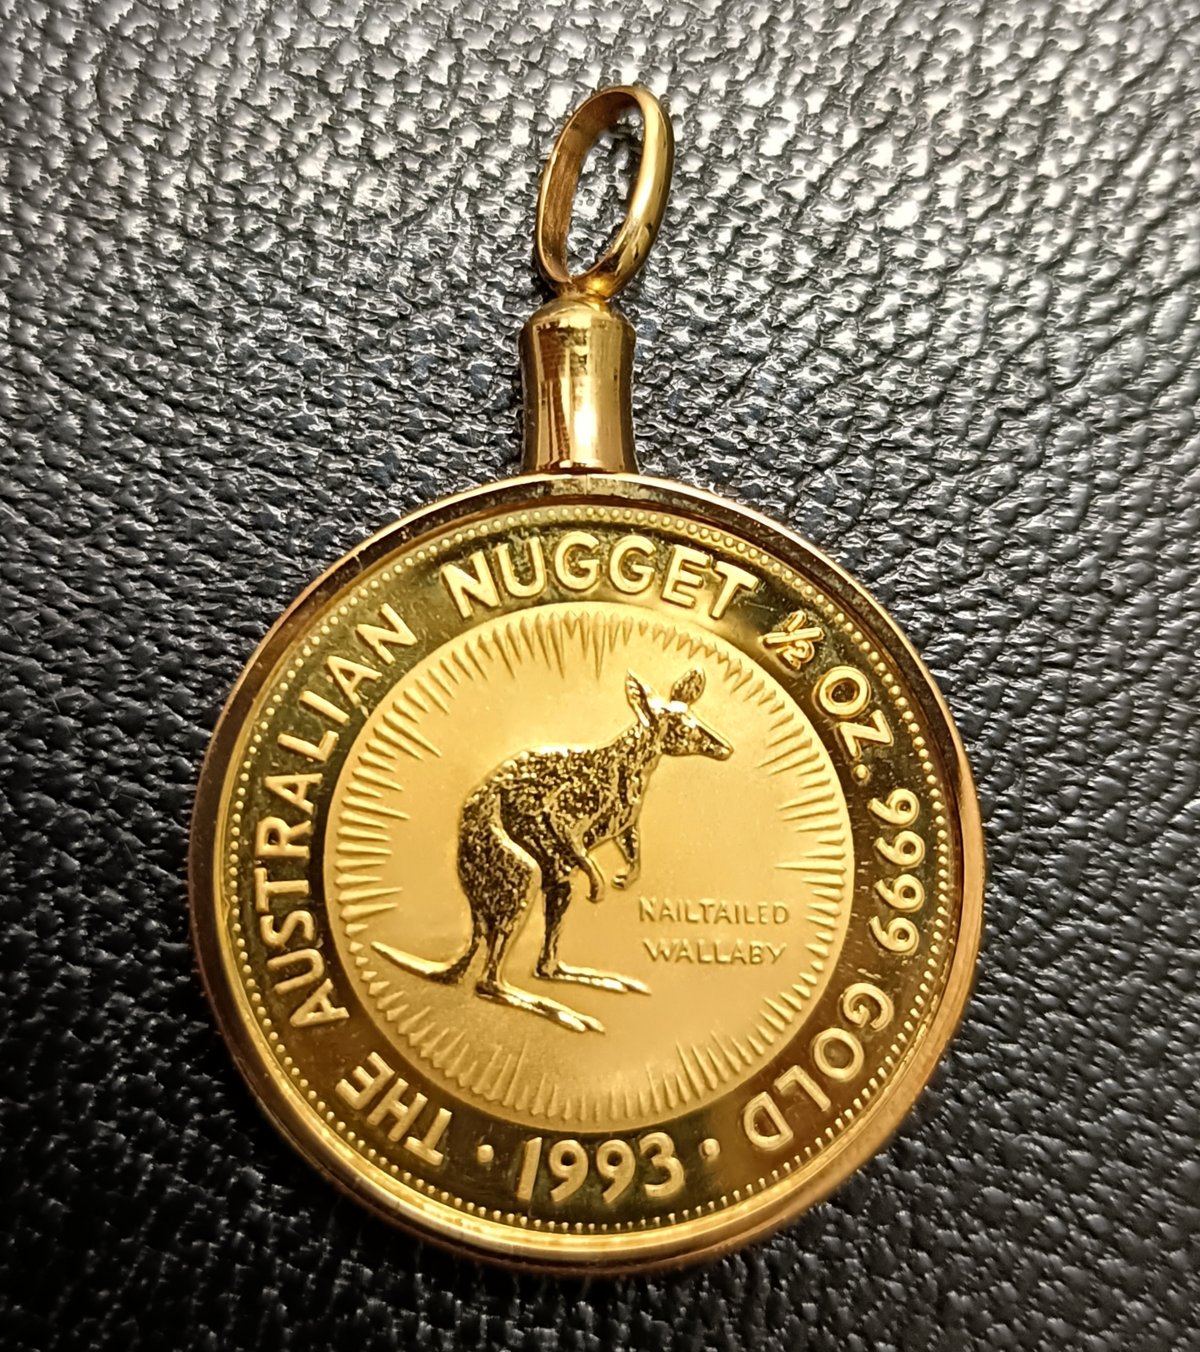 THE AUSTRALIAN NUGGET ½ OZ. 9999 GOLD
NAILTAILED
WALLABY
· 1993 ·